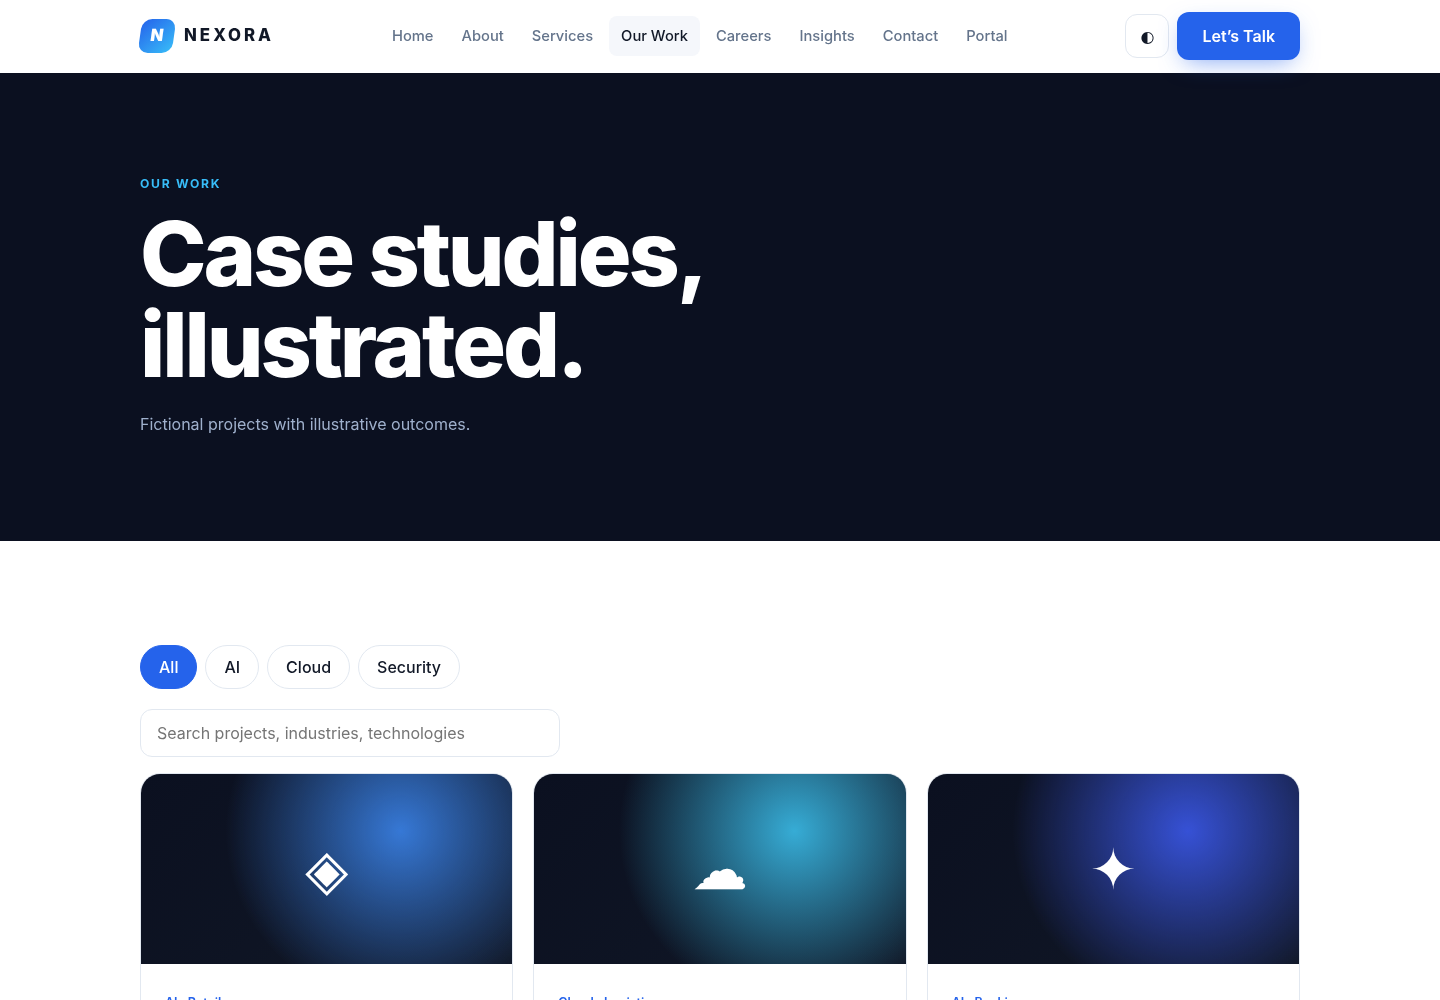 N NEXORA
Home About Services Our Work Careers Insights Contact Portal
Let’s Talk
OUR WORK
Case studies,
illustrated.
Fictional projects with illustrative outcomes.
All AI Cloud Security
Search projects, industries, technologies